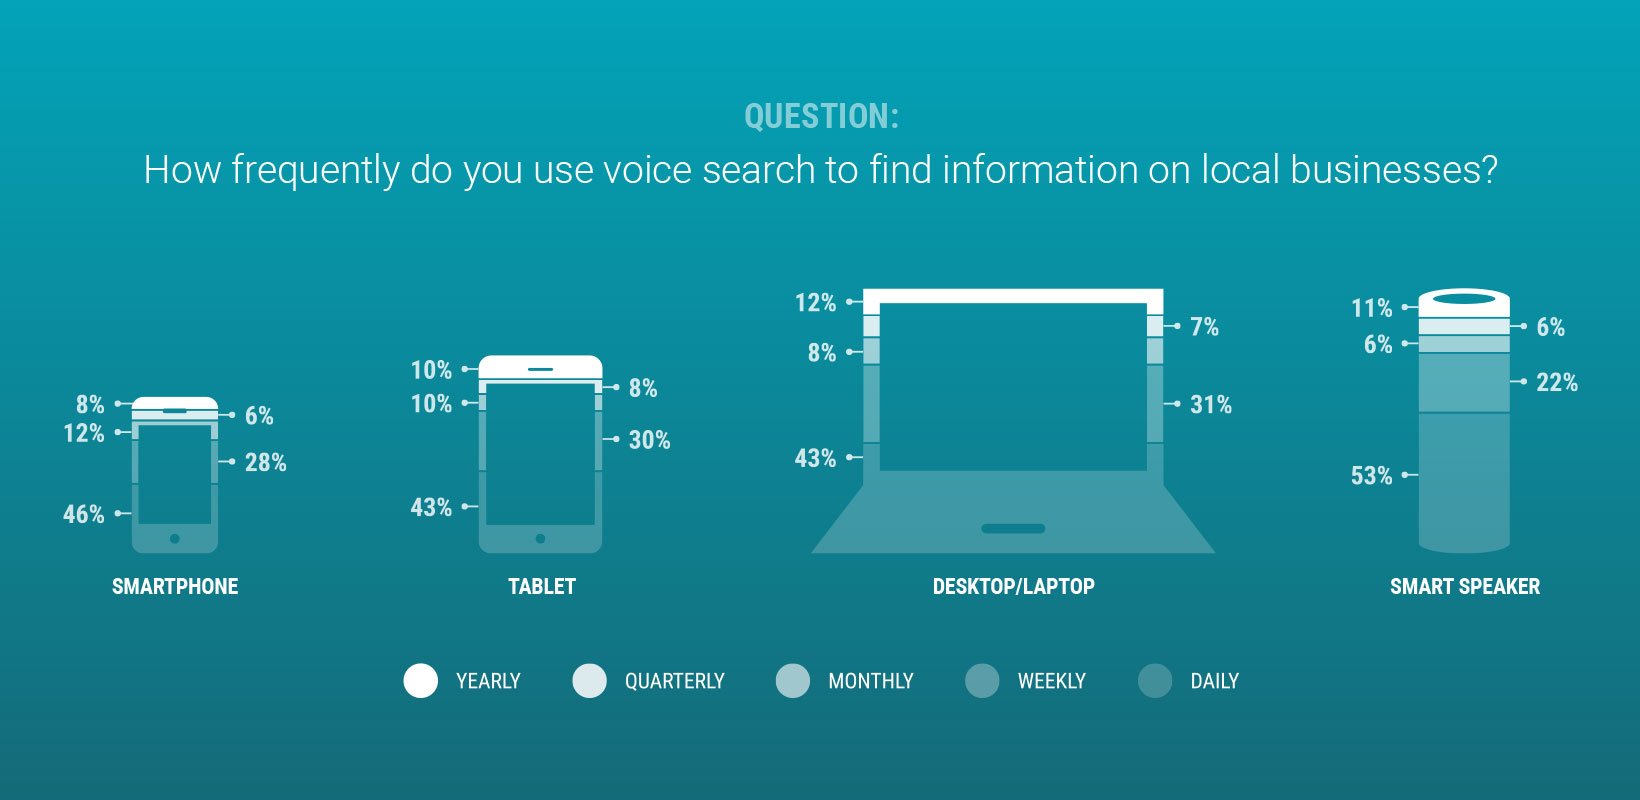 QUESTION:
How frequently do you use voice search to find information on local businesses?
8%
6%
12%
28%
46%
SMARTPHONE
10%
8%
10%
30%
43%
TABLET
12%
7%
8%
31%
43%
DESKTOP/LAPTOP
11%
6%
6%
22%
53%
SMART SPEAKER
YEARLY
QUARTERLY
MONTHLY
WEEKLY
DAILY